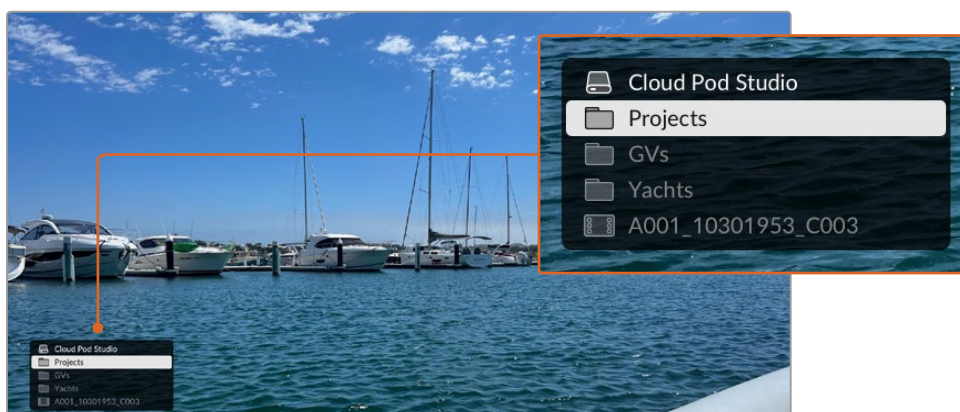 Cloud Pod Studio
Projects
GVs
Yachts
A001_10301953_C003
Cloud Pod Studio
Projects
GVs
Yachts
A001_10301953_C003